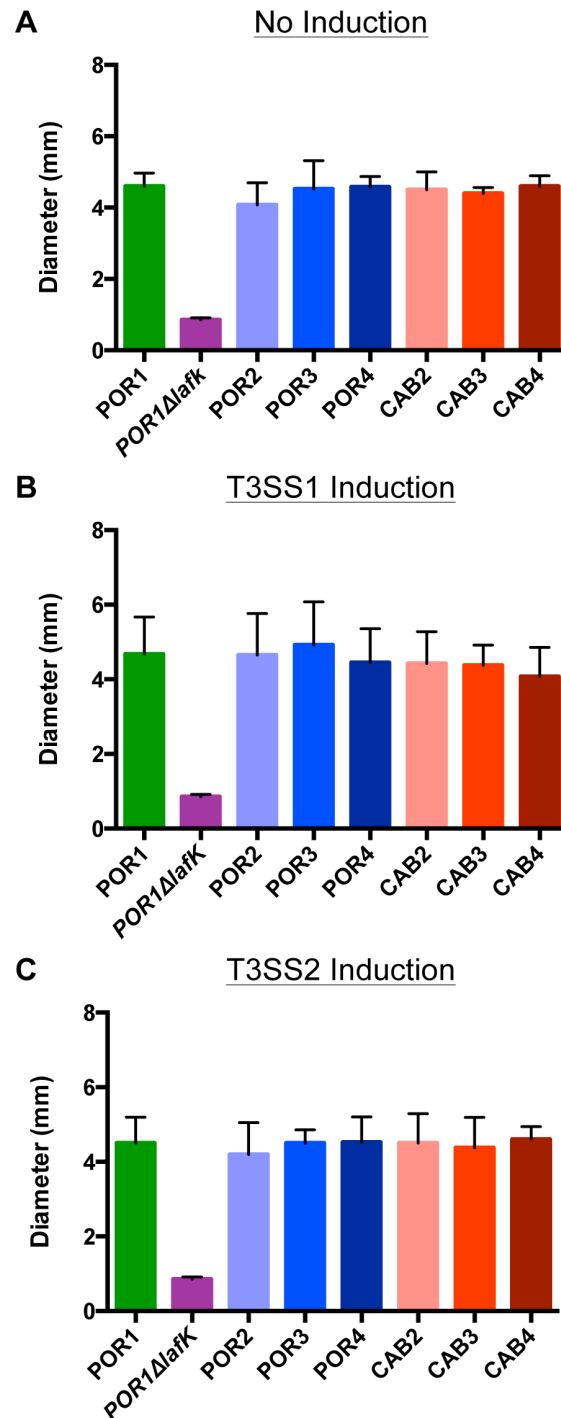 A
No Induction
Diameter (mm)
8
6
4
2
0
POR1
POR1Δlafk
POR2
POR3
POR4
CAB2
CAB3
CAB4
B
T3SS1 Induction
Diameter (mm)
8
6
4
2
0
POR1
POR1ΔlafK
POR2
POR3
POR4
CAB2
CAB3
CAB4
C
T3SS2 Induction
Diameter (mm)
8
6
4
2
0
POR1
POR1ΔlafK
POR2
POR3
POR4
CAB2
CAB3
CAB4